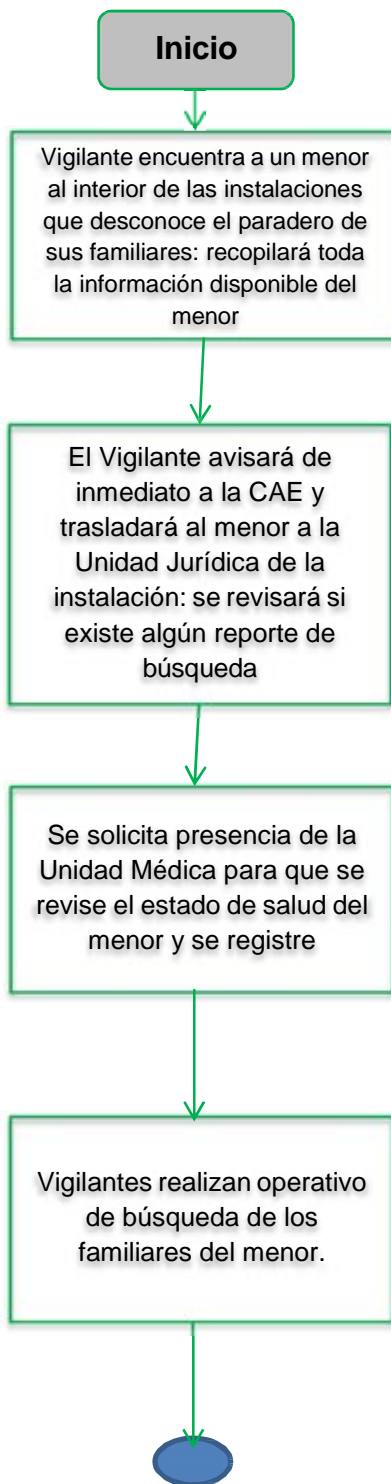 Inicio
Vigilante encuentra a un menor
al interior de las instalaciones
que desconoce el paradero de
sus familiares: recopilará toda
la información disponible del
menor
El Vigilante avisará de
inmediato a la CAE y
trasladará al menor a la
Unidad Jurídica de la
instalación: se revisará si
existe algún reporte de
búsqueda
Se solicita presencia de la
Unidad Médica para que se
revise el estado de salud del
menor y se registre
Vigilantes realizan operativo
de búsqueda de los
familiares del menor.